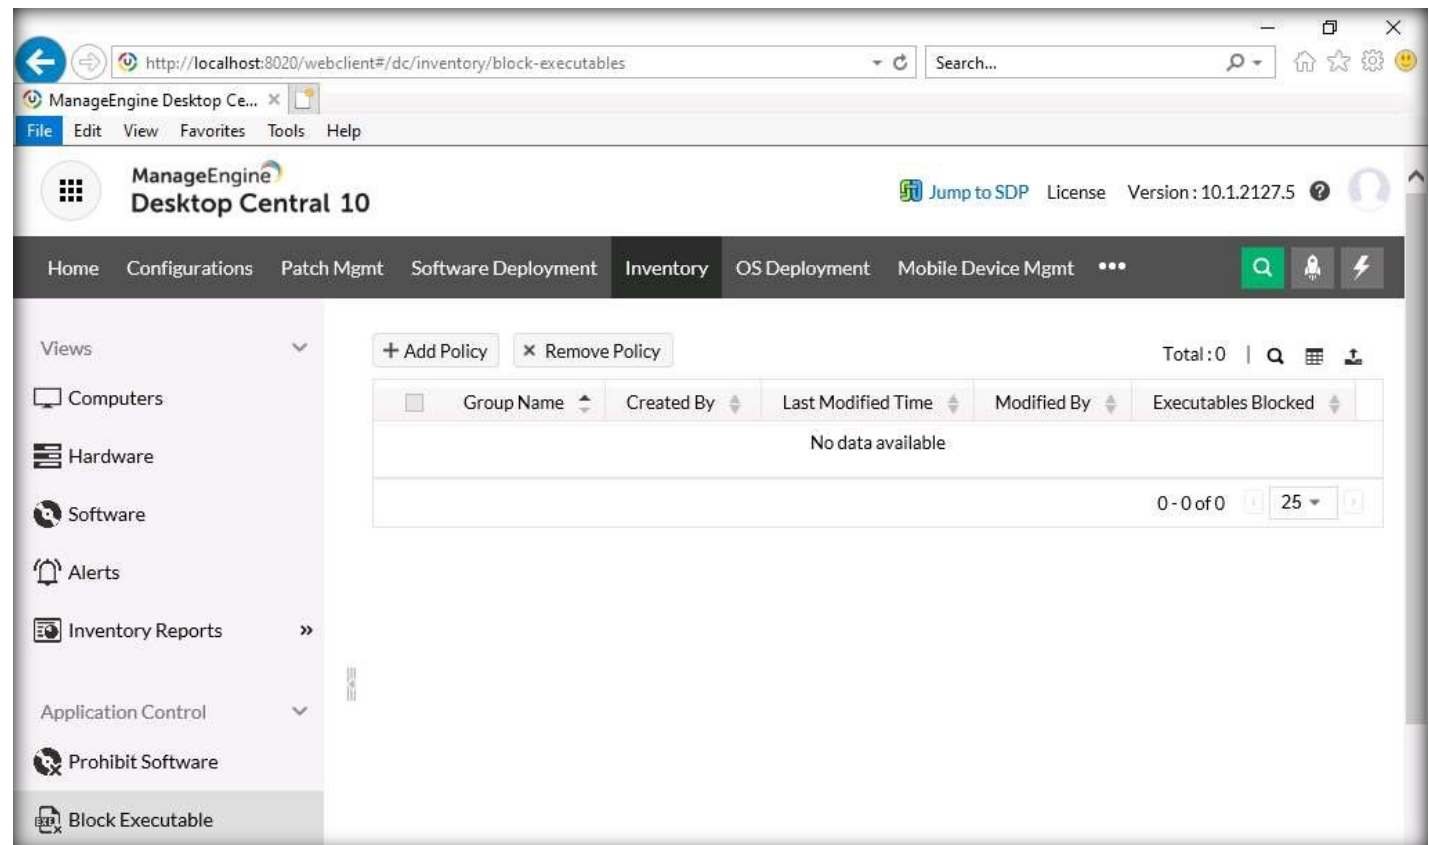 http://localhost:8020/webclient#/dc/inventory/block-executables
Search...
ManageEngine Desktop Ce...
File Edit View Favorites Tools Help
ManageEngine
Desktop Central 10
Jump to SDP License Version : 10.1.2127.5
Home Configurations Patch Mgmt Software Deployment Inventory OS Deployment Mobile Device Mgmt
Views
Computers
Hardware
Software
Alerts
Inventory Reports
Application Control
Prohibit Software
EXE
Block Executable
+ Add Policy × Remove Policy
Total : 0
Group Name Created By Last Modified Time Modified By Executables Blocked
No data available
0 - 0 of 0 25